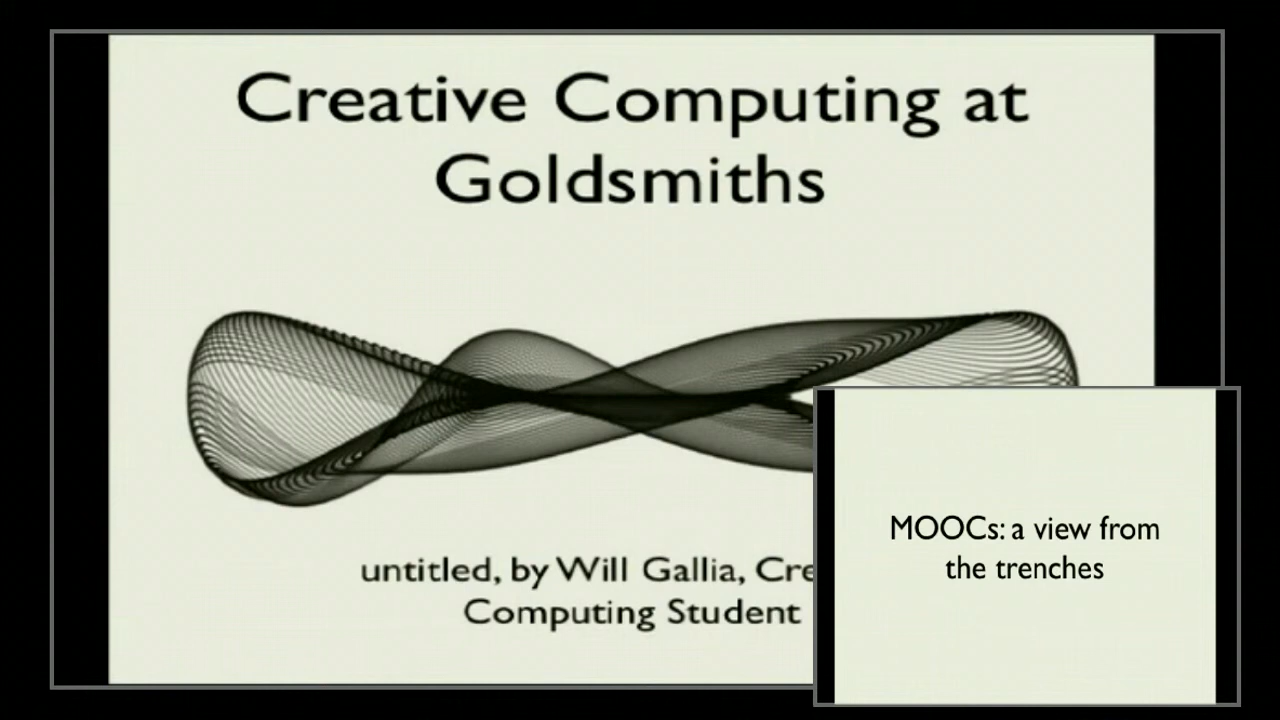 Creative Computing at
Goldsmiths
untitled, by Will Gallia, Cre
Computing Student
MOOCs: a view from
the trenches